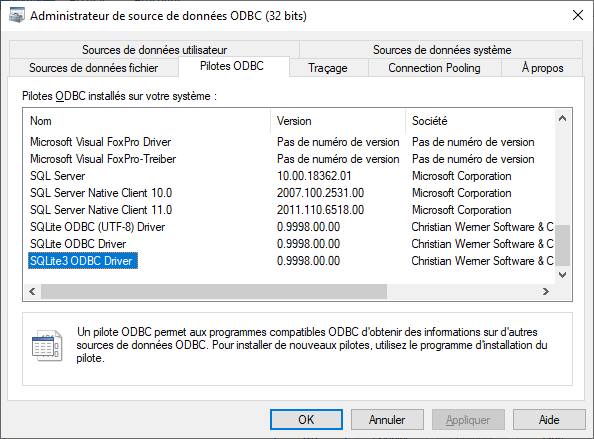 Administrateur de source de données ODBC (32 bits)
Sources de données utilisateur Sources de données système
Sources de données fichier Pilotes ODBC Traçage Connection Pooling À propos
Pilotes ODBC installés sur votre système :
Nom Version Société
Microsoft Visual FoxPro Driver Pas de numéro de version Pas de numéro de version
Microsoft Visual FoxPro-Treiber Pas de numéro de version Pas de numéro de version
SQL Server 10.00.18362.01 Microsoft Corporation
SQL Server Native Client 10.0 2007.100.2531.00 Microsoft Corporation
SQL Server Native Client 11.0 2011.110.6518.00 Microsoft Corporation
SQLite ODBC (UTF-8) Driver 0.9998.00.00 Christian Werner Software & C
SQLite ODBC Driver 0.9998.00.00 Christian Werner Software & C
SQLite3 ODBC Driver 0.9998.00.00 Christian Werner Software & C
Un pilote ODBC permet aux programmes compatibles ODBC d'obtenir des informations sur d'autres
sources de données ODBC. Pour installer de nouveaux pilotes, utilisez le programme d'installation du
pilote.
OK Annuler Appliquer Aide